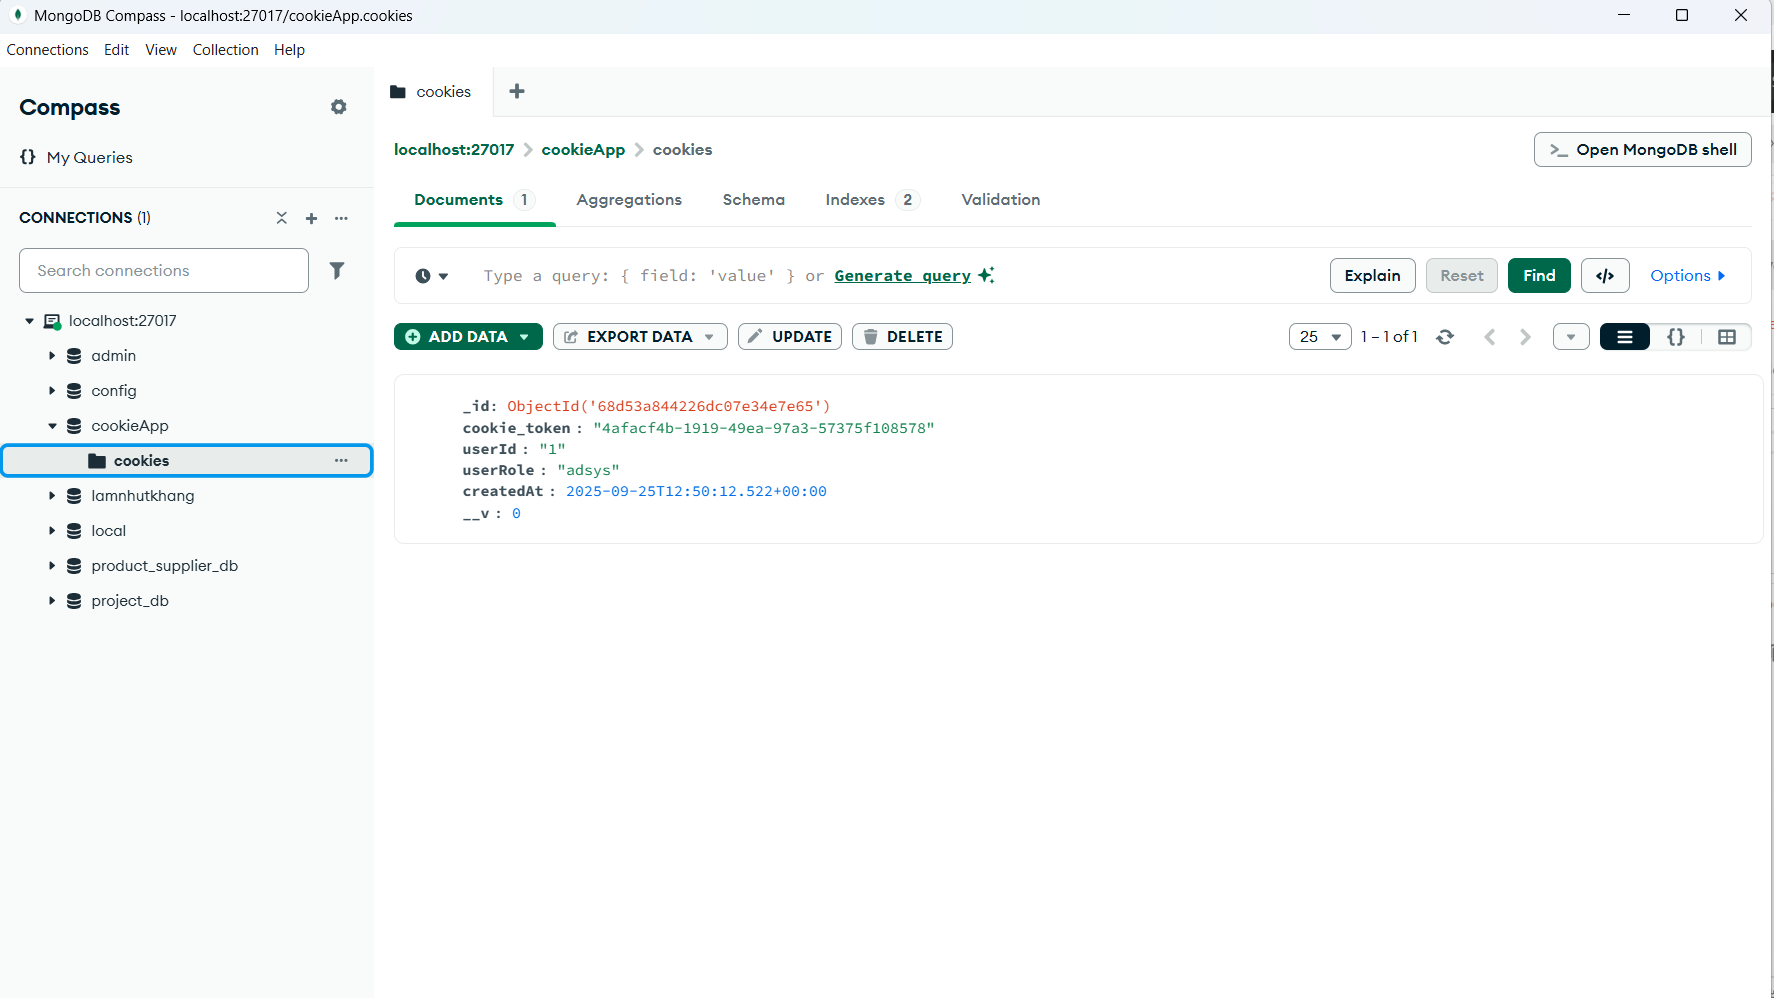 MongoDB Compass - localhost:27017/cookieApp.cookies
Connections Edit View Collection Help
Compass
{} My Queries
CONNECTIONS (1)
Search connections
localhost:27017
admin
config
cookieApp
cookies
lamnhutkhang
local
product_supplier_db
project_db
cookies
localhost:27017 > cookieApp > cookies
>_ Open MongoDB shell
Documents 1 Aggregations Schema Indexes 2 Validation
Type a query: { field: 'value' } or Generate query
Explain Reset Find </> Options
ADD DATA EXPORT DATA UPDATE DELETE
25 1 – 1 of 1 {}
_id: ObjectId('68d53a844226dc07e34e7e65')
cookie_token : "4afacf4b-1919-49ea-97a3-57375f108578"
userId : "1"
userRole : "adsys"
createdAt : 2025-09-25T12:50:12.522+00:00
__v : 0